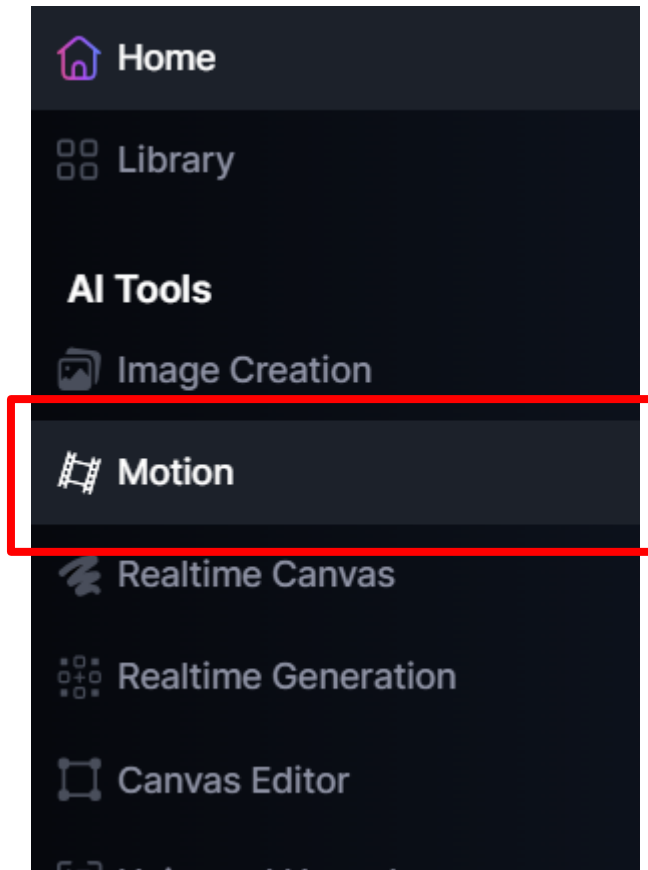 Home
Library
AI Tools
Image Creation
Motion
Realtime Canvas
Realtime Generation
Canvas Editor